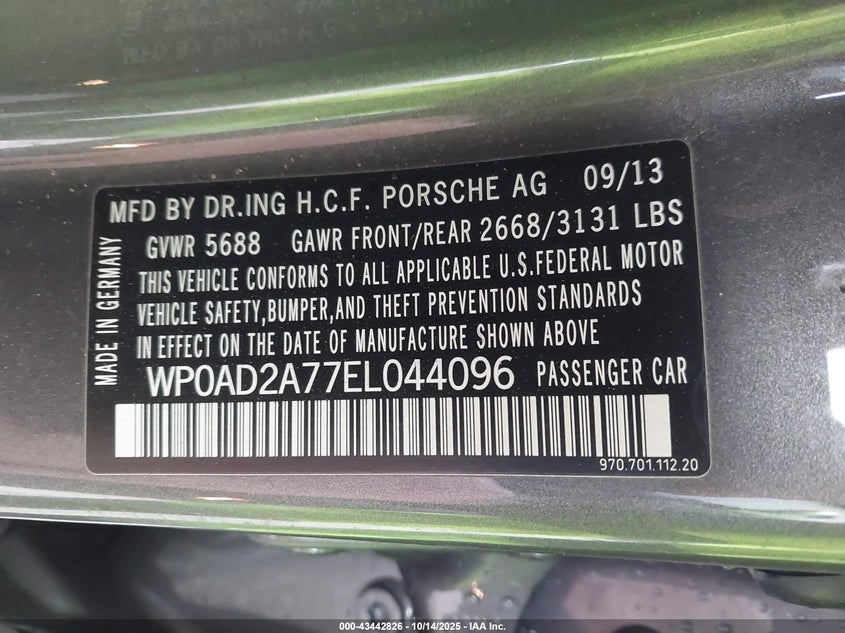 MFD BY DR.ING H.C.F. PORSCHE AG 09/13
GVWR 5688 GAWR FRONT/REAR 2668/3131 LBS
THIS VEHICLE CONFORMS TO ALL APPLICABLE U.S.FEDERAL MOTOR
VEHICLE SAFETY,BUMPER,AND THEFT PREVENTION STANDARDS
IN EFFECT ON THE DATE OF MANUFACTURE SHOWN ABOVE
WP0AD2A77EL044096 PASSENGER CAR
970.701.112.20
MADE IN GERMANY
000-43442826 - 10/14/2025 - IAA Inc.